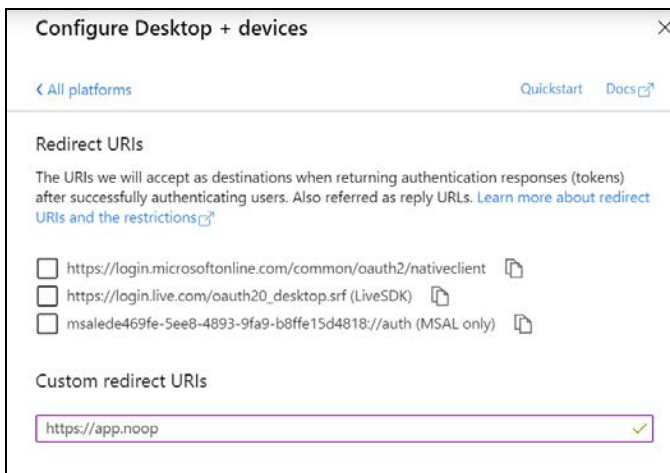 Configure Desktop + devices
All platforms
Quickstart Docs
Redirect URIs
The URIs we will accept as destinations when returning authentication responses (tokens)
after successfully authenticating users. Also referred as reply URLs. Learn more about redirect
URIs and the restrictions
https://login.microsoftonline.com/common/oauth2/nativeclient
https://login.live.com/oauth20_desktop.srf (LiveSDK)
msalede469fe-5ee8-4893-9fa9-b8ffe15d4818://auth (MSAL only)
Custom redirect URIs
https://app.noop